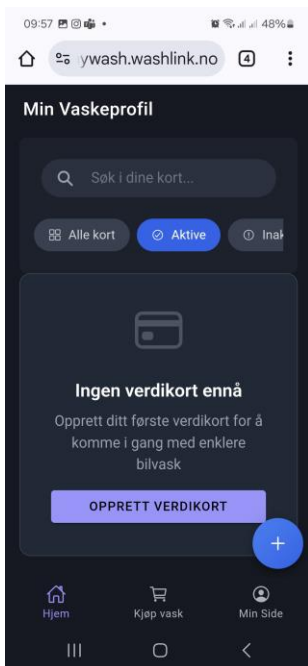 09:57
48%
ywash.washlink.no
4
Min Vaskeprofil
Søk i dine kort...
Alle kort
Aktive
Inak
Ingen verdikort ennå
Opprett ditt første verdikort for å
komme i gang med enklere
bilvask
OPPRETT VERDIKORT
+
Hjem
Kjøp vask
Min Side